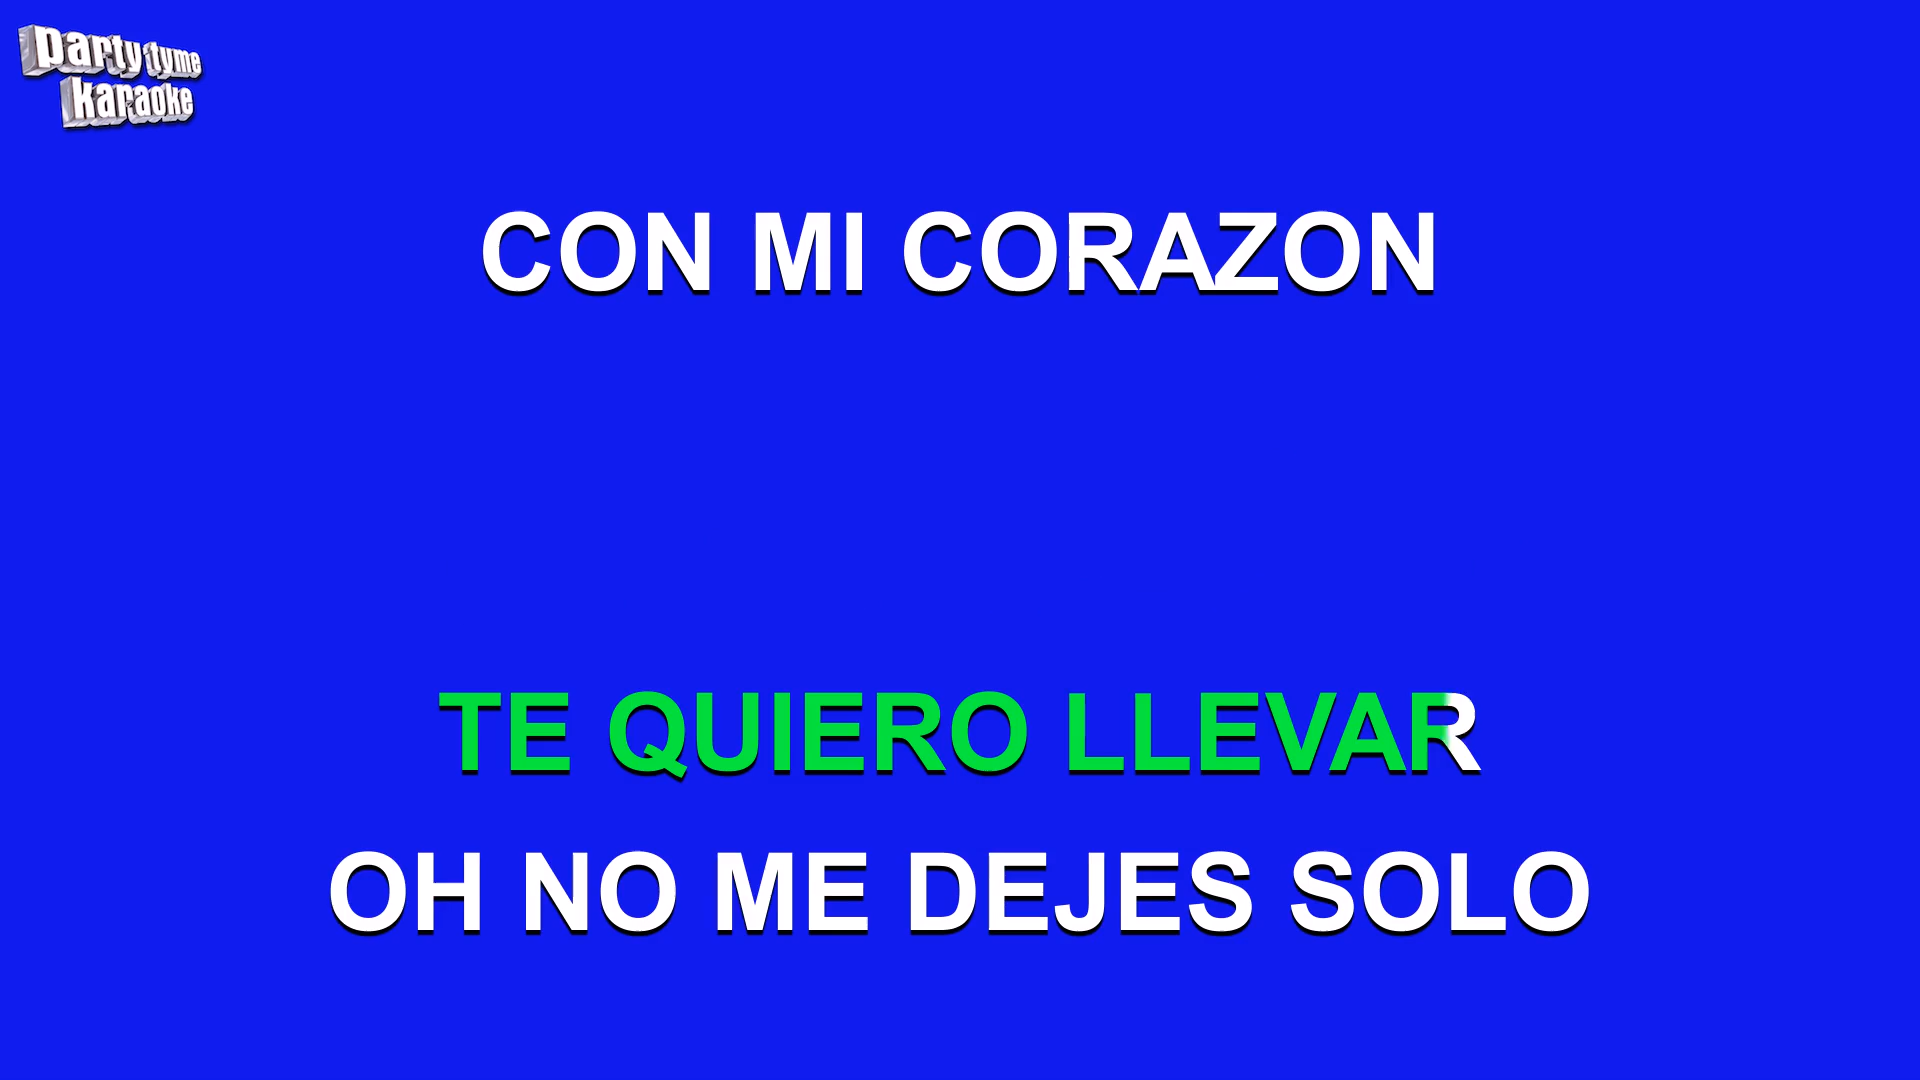 party tyme
karaoke
CON MI CORAZON
TE QUIERO LLEVAR
OH NO ME DEJES SOLO